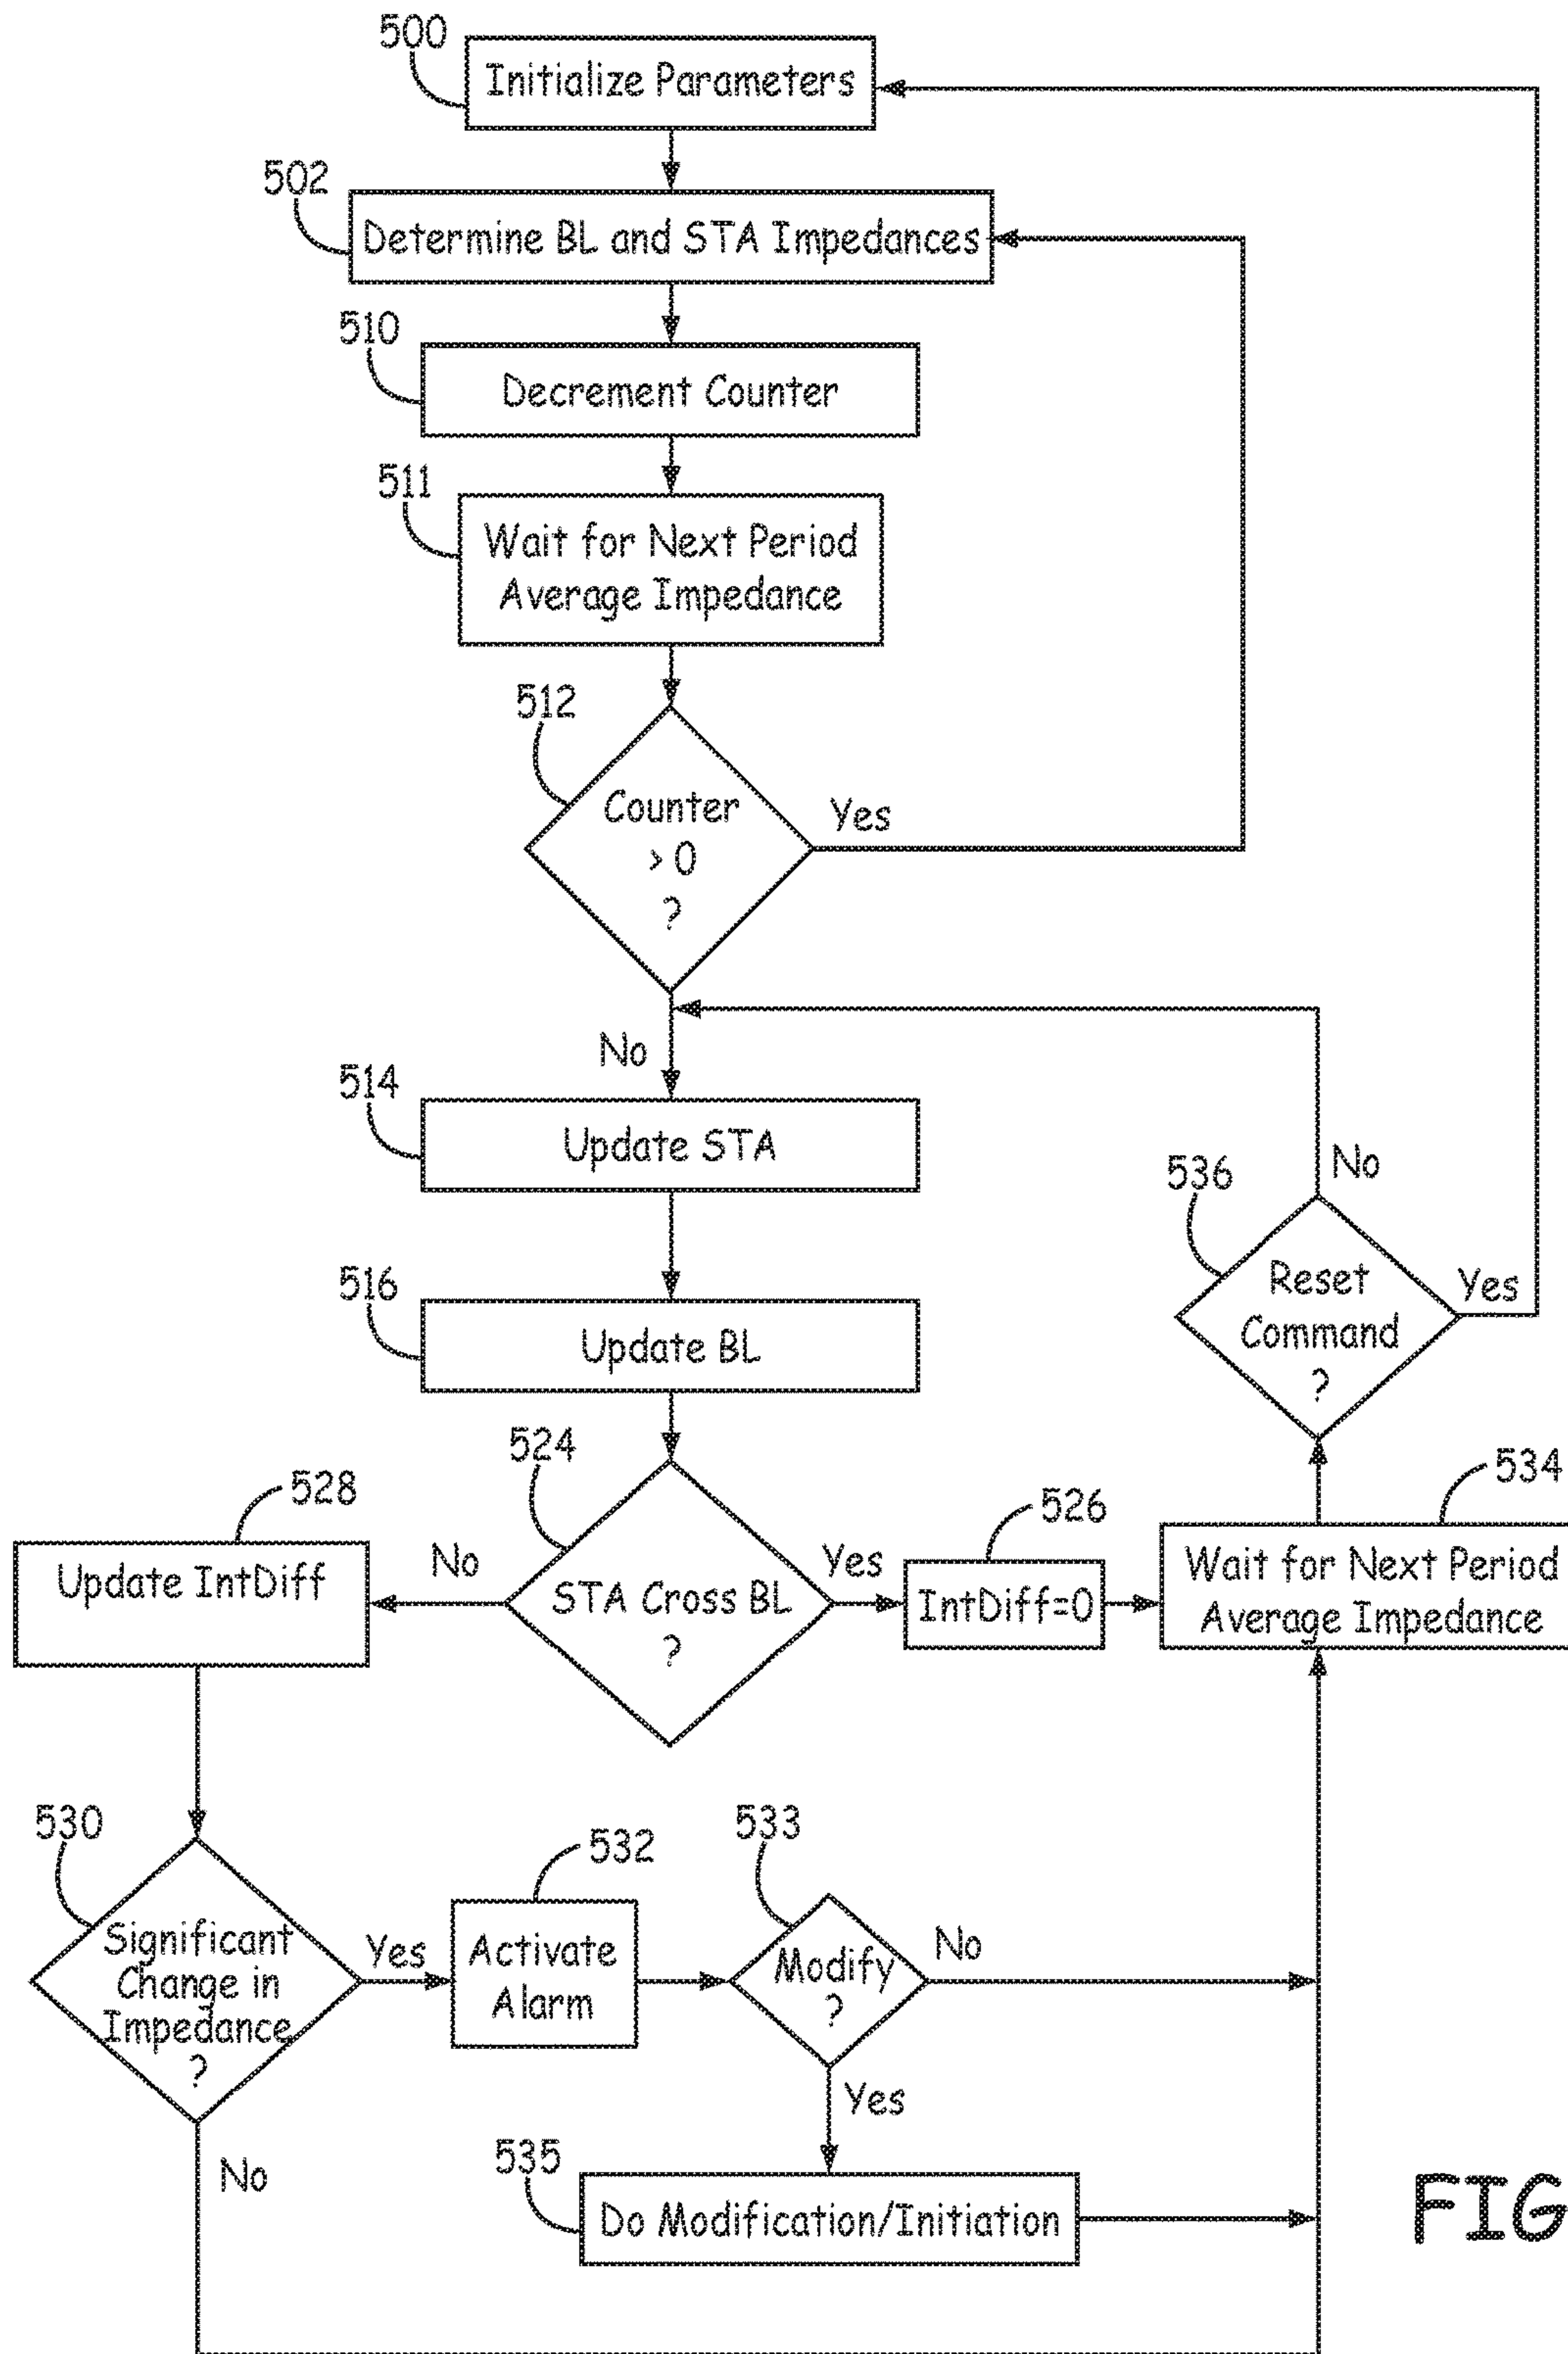 500
Initialize Parameters
502
Determine BL and STA Impedances
510
Decrement Counter
511
Wait for Next Period
Average Impedance
512
Counter
> 0
?
Yes
No
514
Update STA
536
No
Reset
Command
?
Yes
516
Update BL
524
STA Cross BL
?
No
Yes
528
Update IntDiff
526
IntDiff=0
534
Wait for Next Period
Average Impedance
530
Significant
Change in
Impedance
?
Yes
No
532
Activate
Alarm
533
Modify
?
No
Yes
535
Do Modification/Initiation
FIG